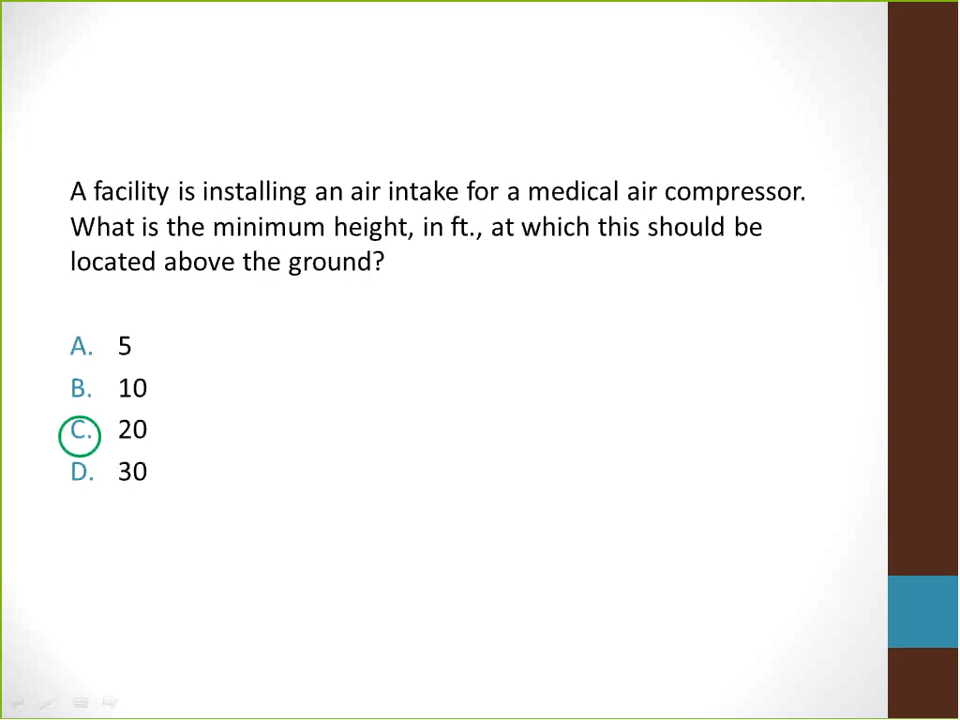 A facility is installing an air intake for a medical air compressor.
What is the minimum height, in ft., at which this should be
located above the ground?
A. 5
B. 10
C. 20
D. 30